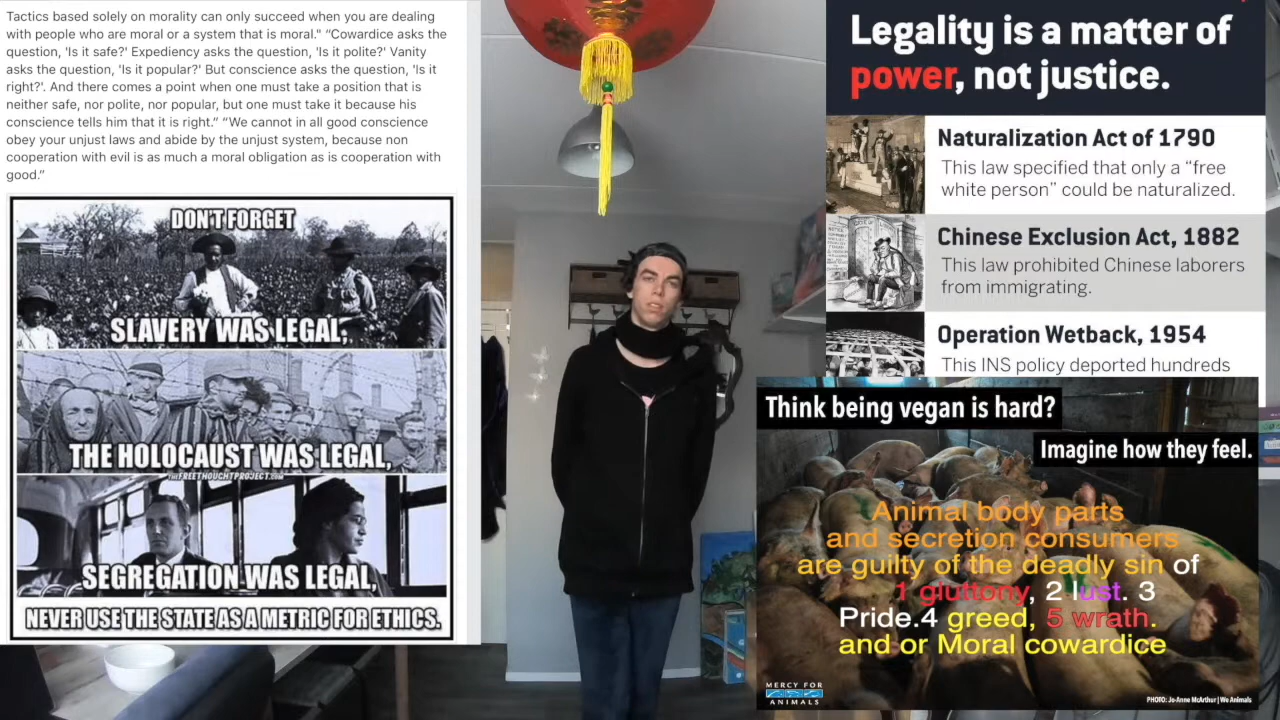 Tactics based solely on morality can only succeed when you are dealing
with people who are moral or a system that is moral." “Cowardice asks the
question, 'Is it safe?' Expediency asks the question, 'Is it polite?' Vanity
asks the question, 'Is it popular?' But conscience asks the question, 'Is it
right?'. And there comes a point when one must take a position that is
neither safe, nor polite, nor popular, but one must take it because his
conscience tells him that it is right.” “We cannot in all good conscience
obey your unjust laws and abide by the unjust system, because non
cooperation with evil is as much a moral obligation as is cooperation with
good.”
DON'T FORGET
SLAVERY WAS LEGAL,
THE HOLOCAUST WAS LEGAL,
THEFREETHOUGHTPROJECT.COM
SEGREGATION WAS LEGAL,
NEVER USE THE STATE AS A METRIC FOR ETHICS.
Legality is a matter of
power, not justice.
Naturalization Act of 1790
This law specified that only a “free
white person” could be naturalized.
Chinese Exclusion Act, 1882
This law prohibited Chinese laborers
from immigrating.
Operation Wetback, 1954
This INS policy deported hundreds
Think being vegan is hard?
Imagine how they feel.
Animal body parts
and secretion consumers
are guilty of the deadly sin of
1 gluttony, 2 lust. 3
Pride.4 greed, 5 wrath.
and or Moral cowardice
MERCY FOR
ANIMALS
PHOTO: Jo-Anne McArthur | We Animals